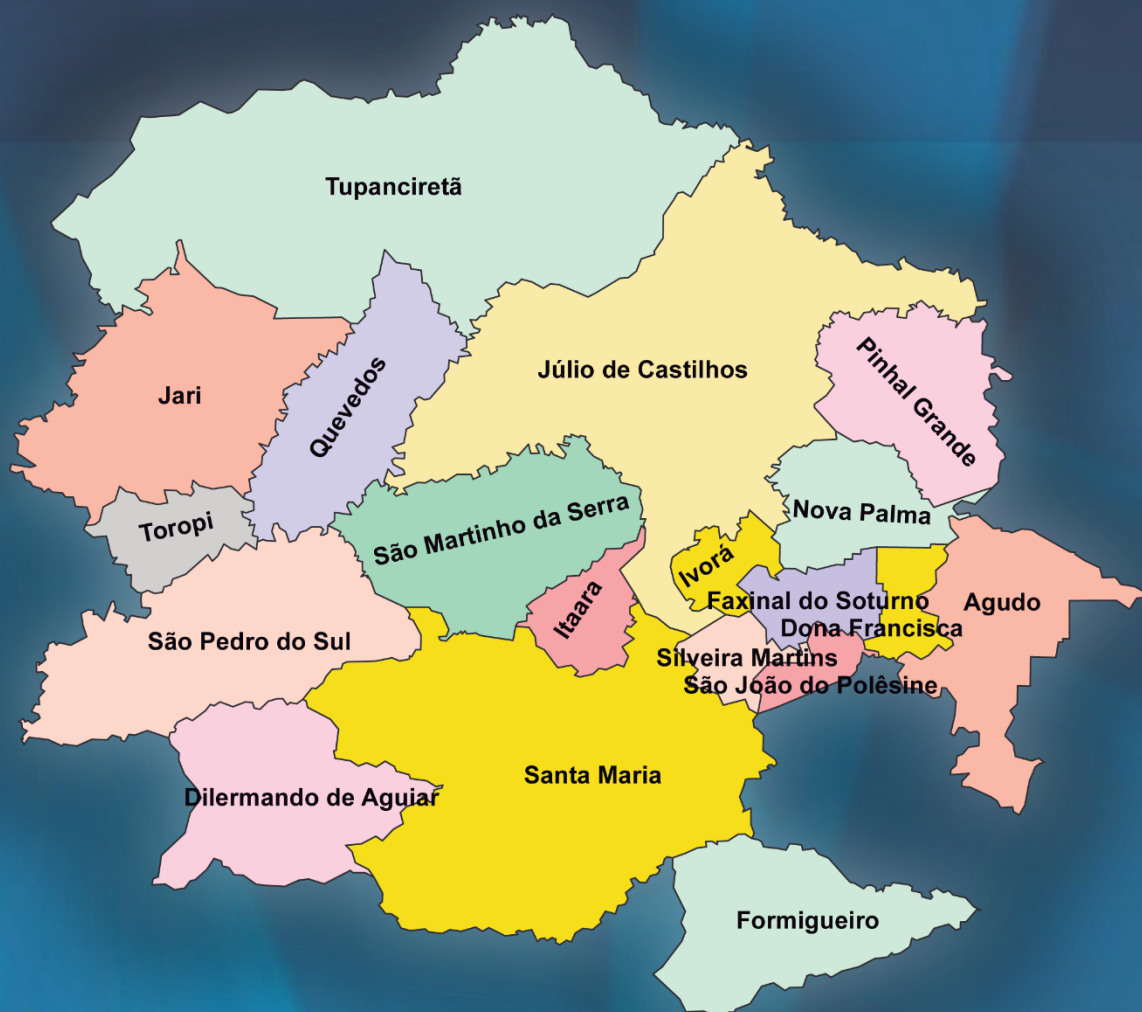 Tupanciretã
Júlio de Castilhos
Jari
Quevedos
Pinhal Grande
Toropi
São Martinho da Serra
Nova Palma
Ivorá
Itaara
Faxinal do Soturno
Agudo
Dona Francisca
São Pedro do Sul
Silveira Martins
São João do Polêsine
Santa Maria
Dilermando de Aguiar
Formigueiro